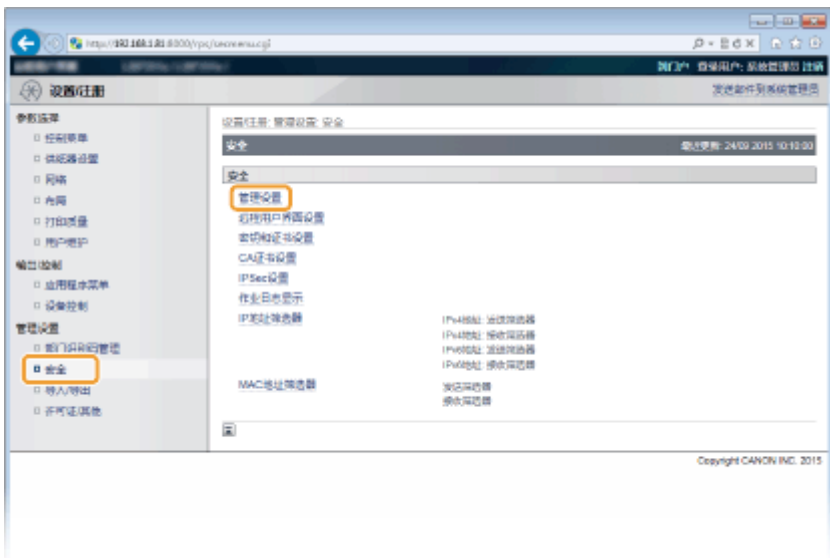 http://192.168.1.81:8000/rps/csecmenu.cgi
到门户 登录用户: 系统管理员 注销
设置/注册
发送邮件到系统管理员
参数选择
控制菜单
供纸器设置
网络
布局
打印质量
用户维护
输出/控制
应用程序菜单
设备控制
管理设置
部门识别码管理
安全
导入/导出
许可证/其他
设置/注册: 管理设置: 安全
安全
最近更新: 24/09 2015 10:10:00
安全
管理设置
远程用户界面设置
密钥和证书设置
CA证书设置
IPSec设置
作业日志显示
IP地址筛选器
IPv4地址: 发送筛选器
IPv4地址: 接收筛选器
IPv6地址: 发送筛选器
IPv6地址: 接收筛选器
MAC地址筛选器
发送筛选器
接收筛选器
Copyright CANON INC. 2015